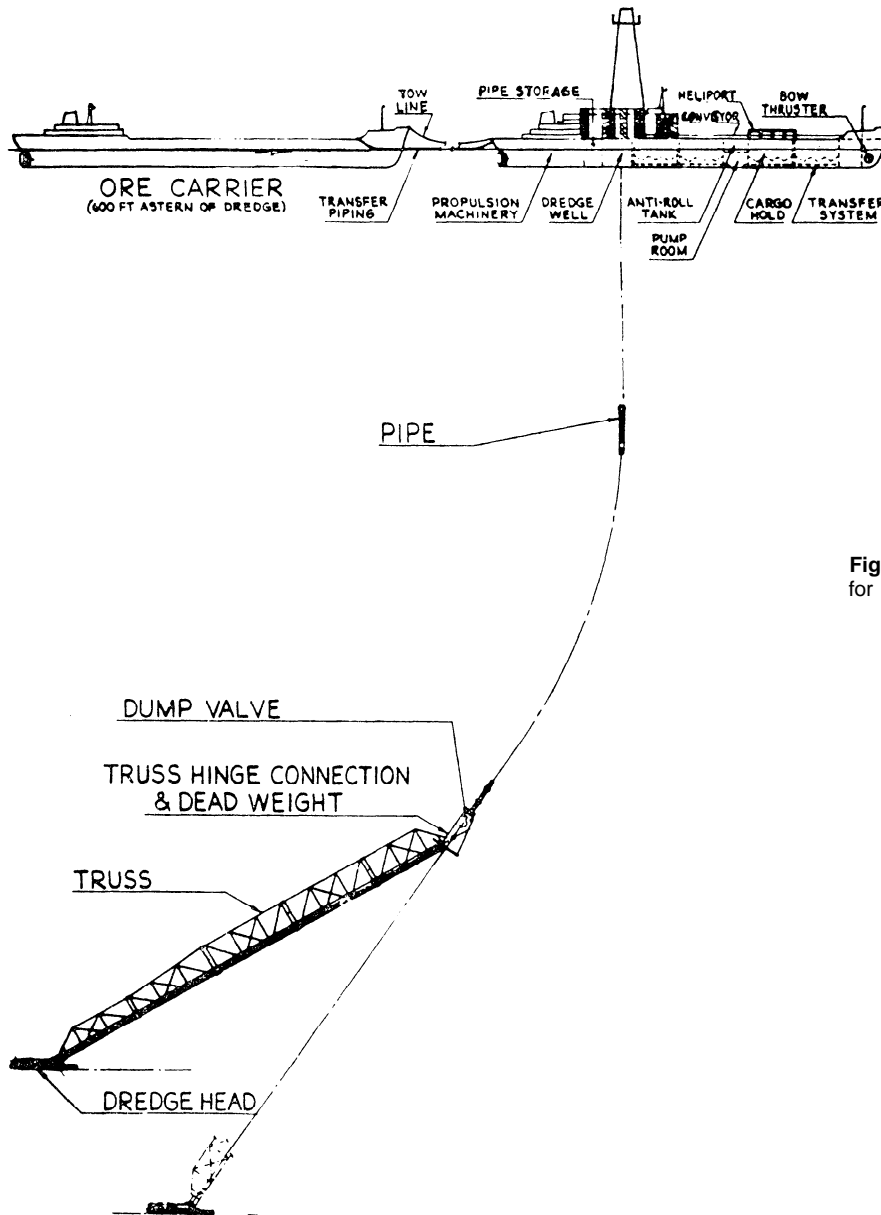 TOW
LINE
PIPE STORAGE
HELIPORT
CONVEYOR
BOW
THRUSTER
ORE CARRIER
(600 FT ASTERN OF DREDGE)
TRANSFER
PIPING
PROPULSION
MACHINERY
DREDGE
WELL
ANTI-ROLL
TANK
PUMP
ROOM
CARGO
HOLD
TRANSFER
SYSTEM
PIPE
Fig
for
DUMP VALVE
TRUSS HINGE CONNECTION
& DEAD WEIGHT
TRUSS
DREDGE HEAD